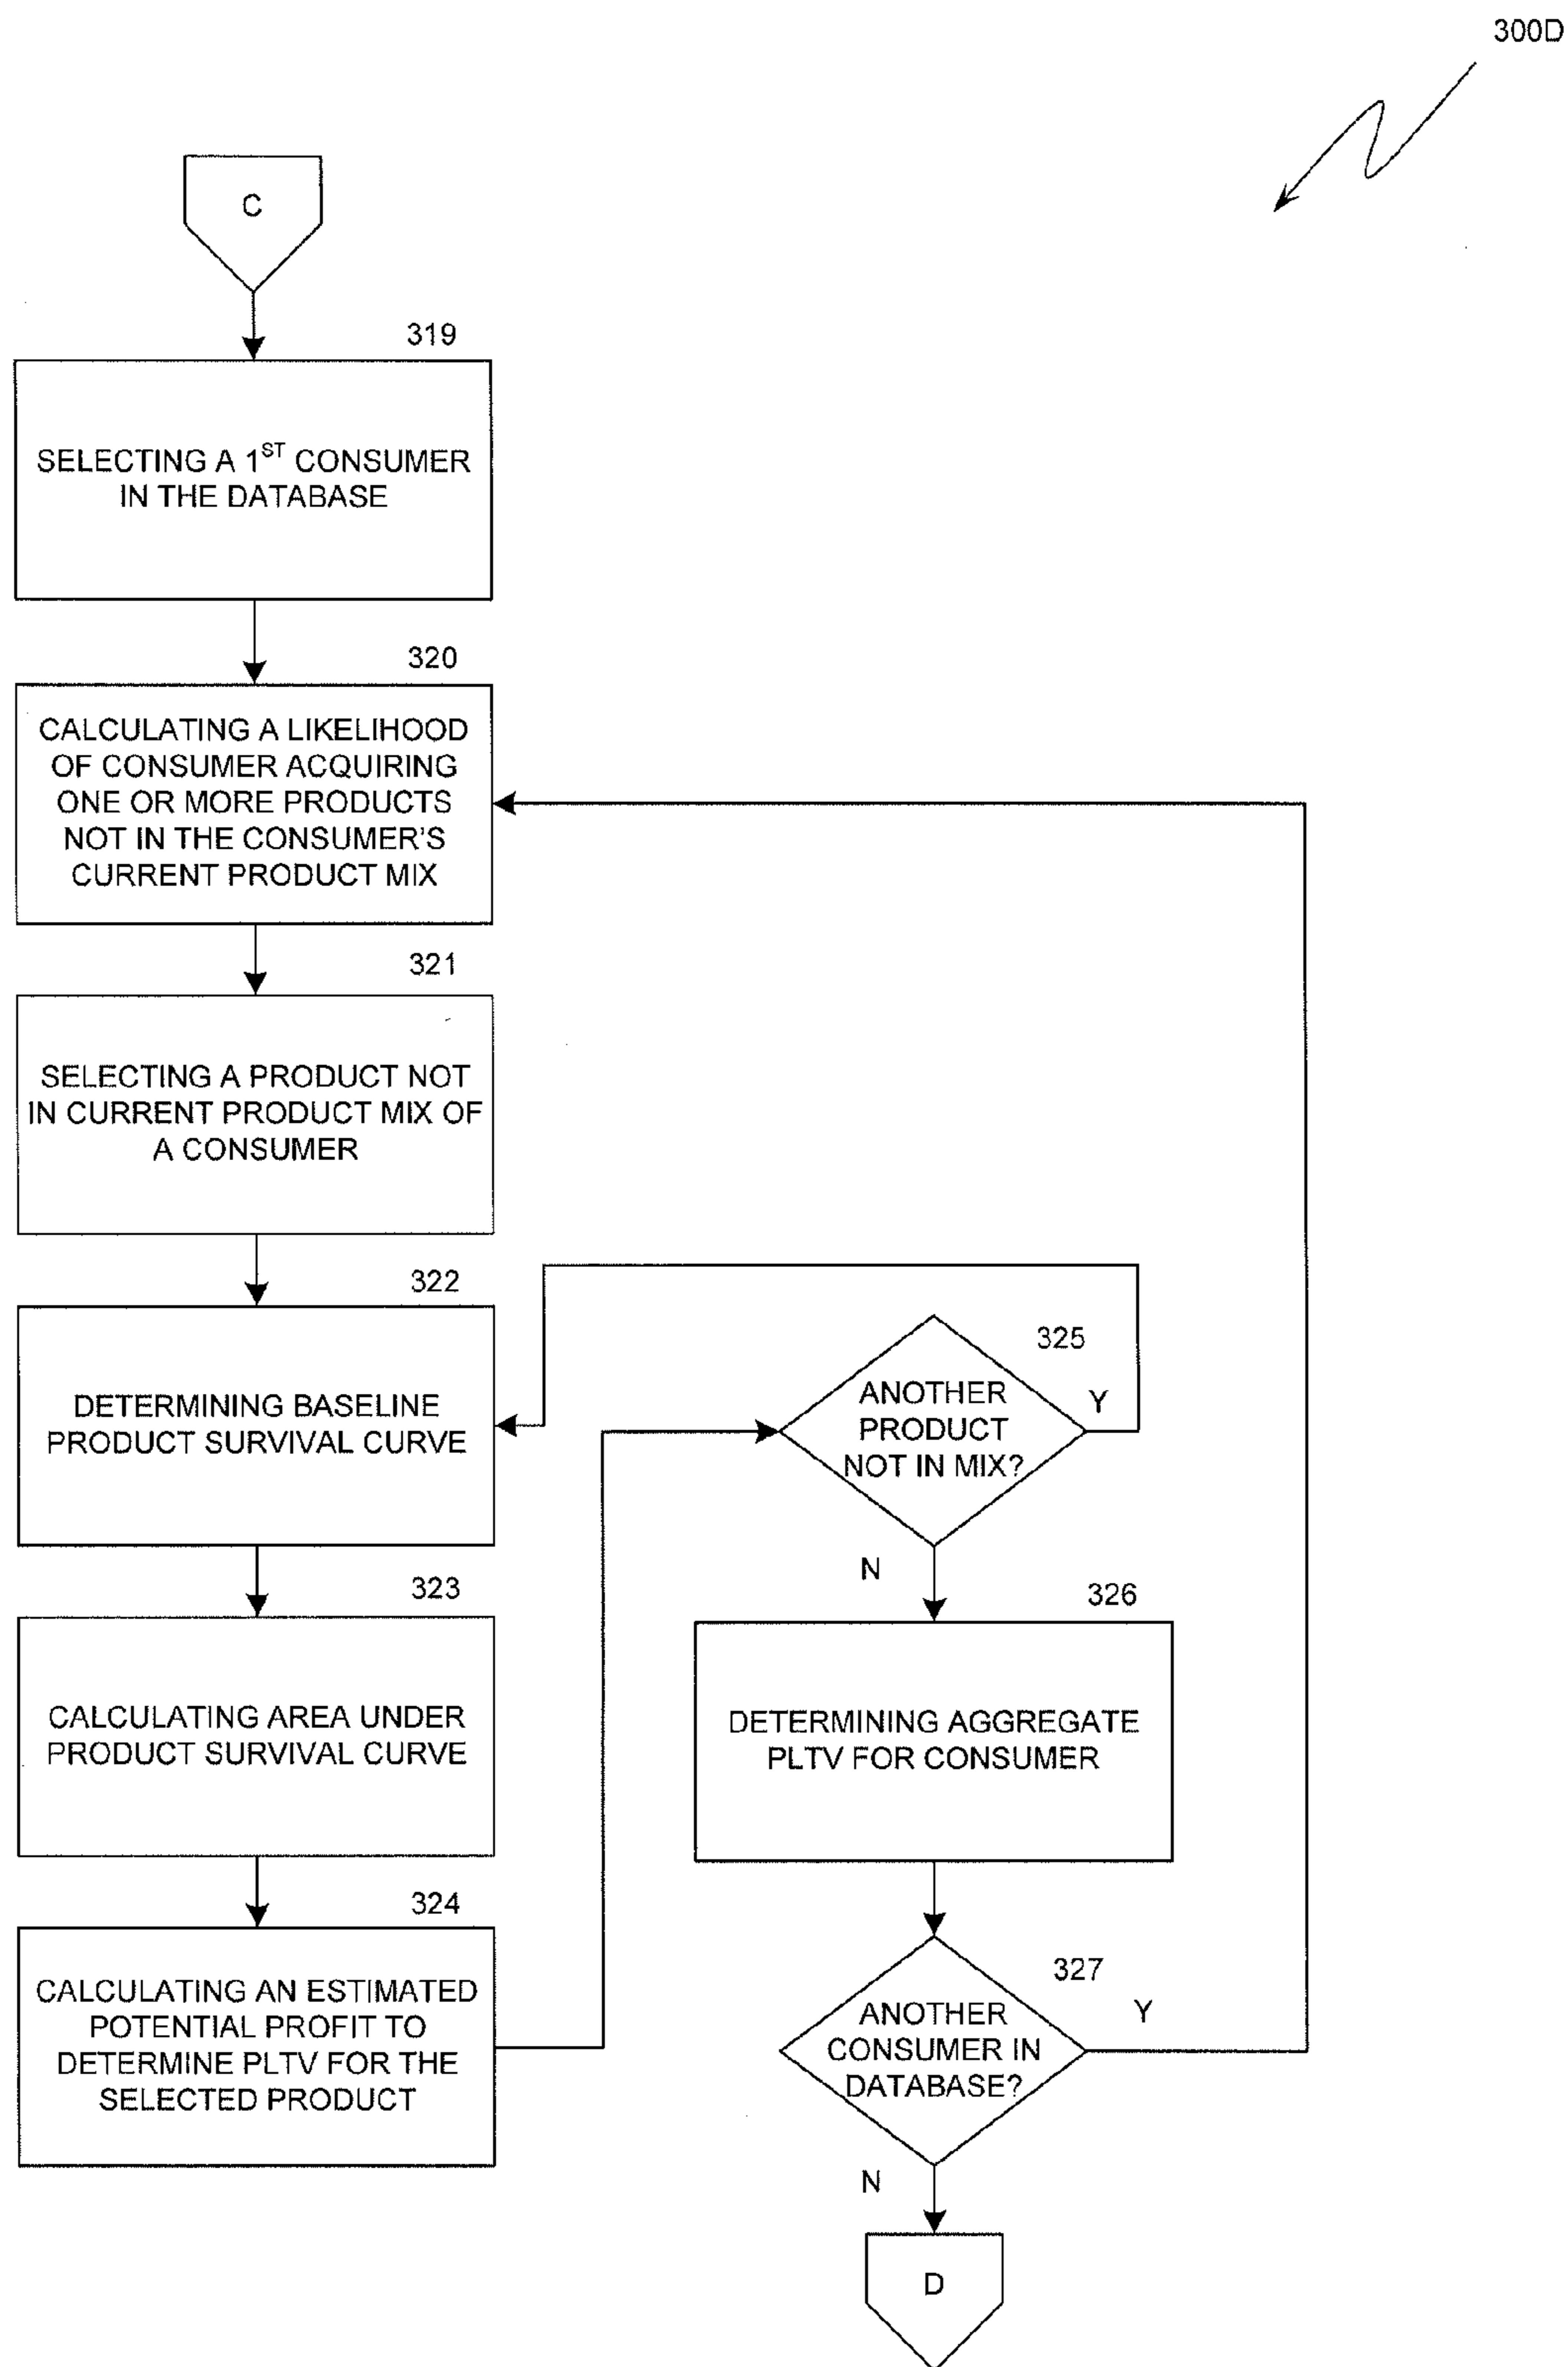 300D
C
319
SELECTING A 1ST CONSUMER
IN THE DATABASE
320
CALCULATING A LIKELIHOOD
OF CONSUMER ACQUIRING
ONE OR MORE PRODUCTS
NOT IN THE CONSUMER'S
CURRENT PRODUCT MIX
321
SELECTING A PRODUCT NOT
IN CURRENT PRODUCT MIX OF
A CONSUMER
322
DETERMINING BASELINE
PRODUCT SURVIVAL CURVE
323
CALCULATING AREA UNDER
PRODUCT SURVIVAL CURVE
324
CALCULATING AN ESTIMATED
POTENTIAL PROFIT TO
DETERMINE PLTV FOR THE
SELECTED PRODUCT
325
ANOTHER
PRODUCT
NOT IN MIX?
Y
N
326
DETERMINING AGGREGATE
PLTV FOR CONSUMER
327
ANOTHER
CONSUMER IN
DATABASE?
Y
N
D